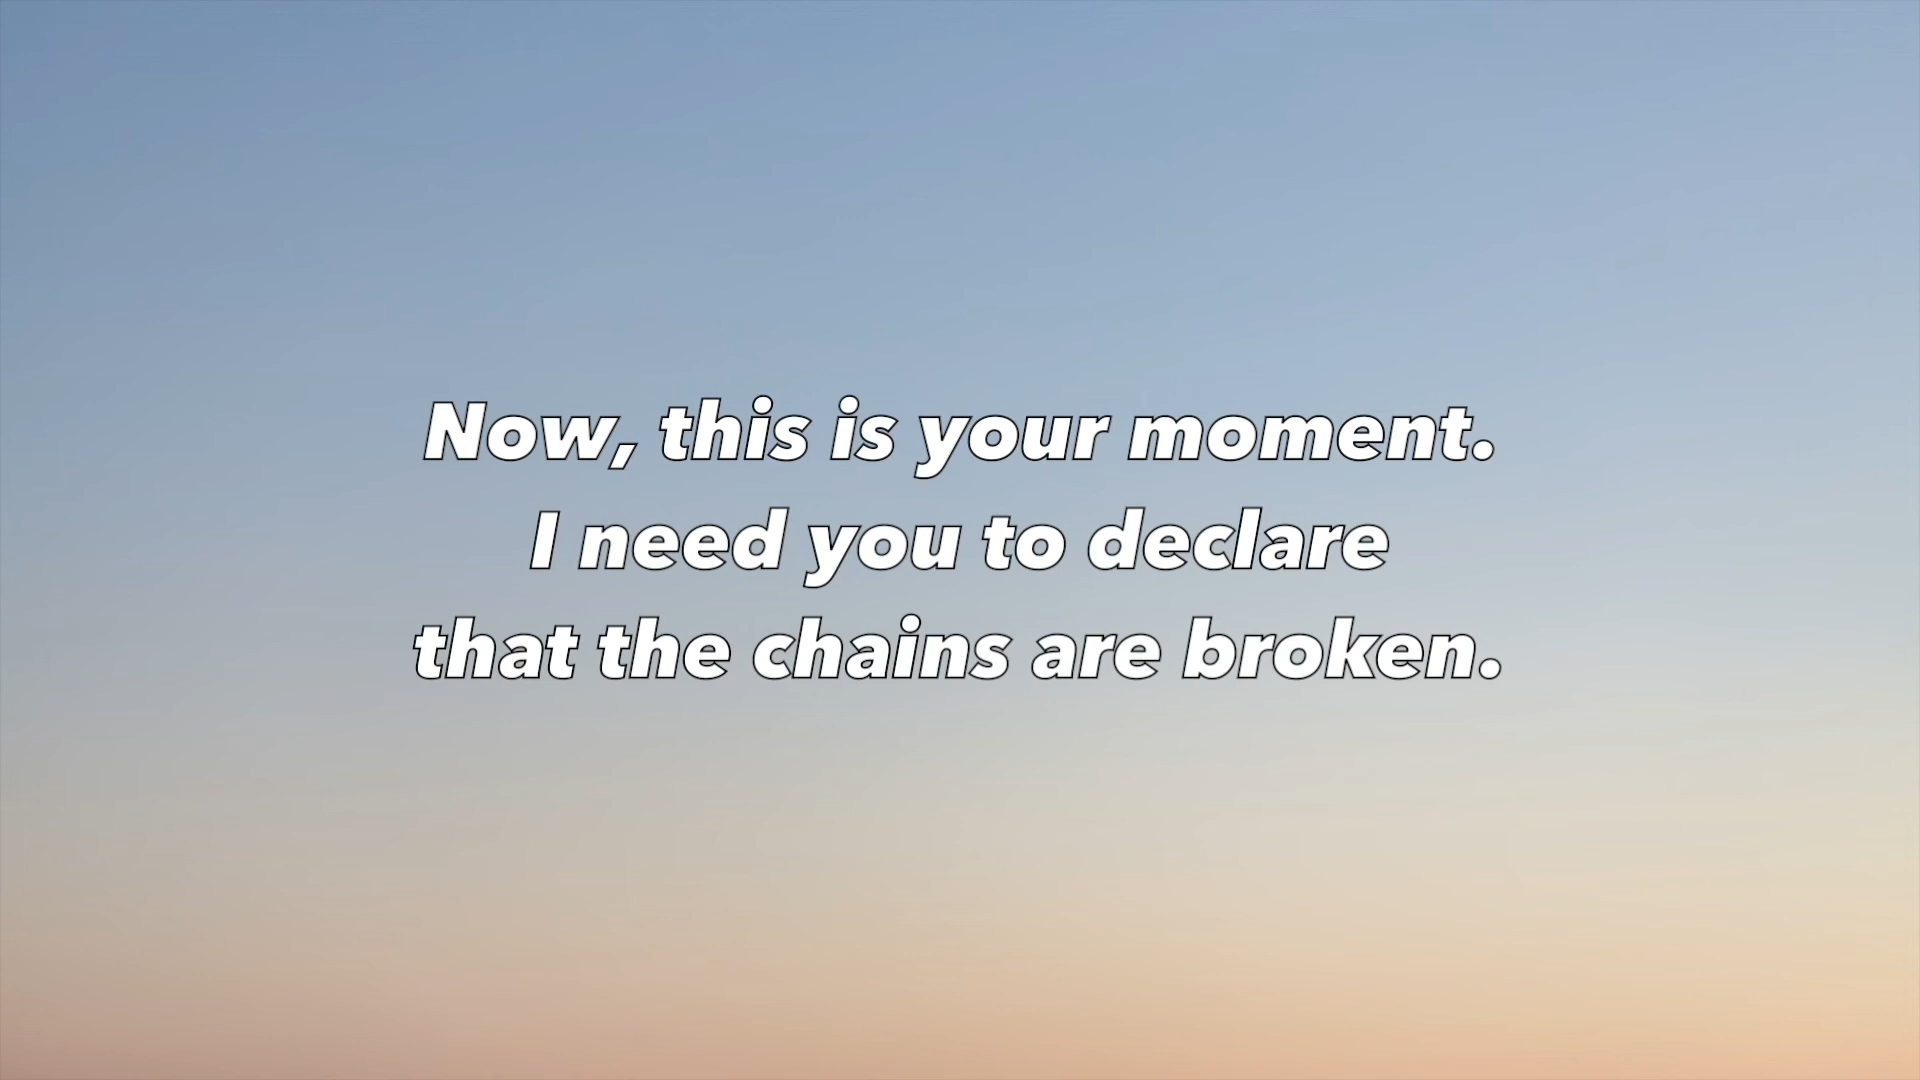 Now, this is your moment.
I need you to declare
that the chains are broken.